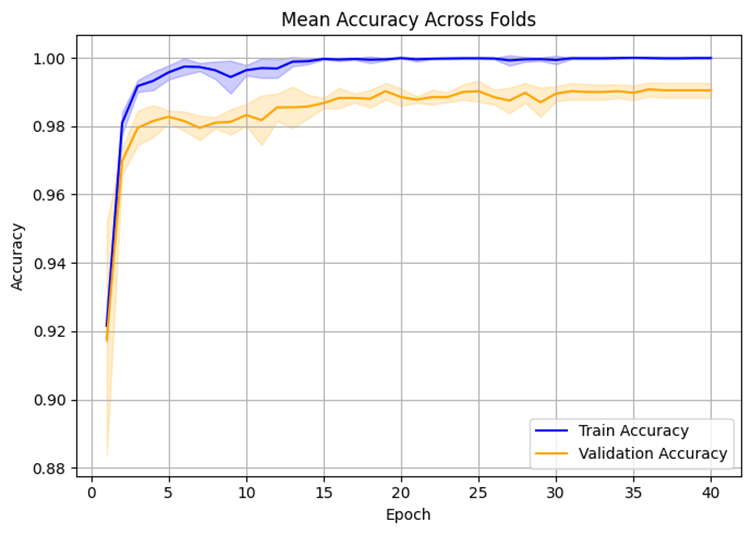 Mean Accuracy Across Folds
1.00
0.98
0.96
0.94
0.92
0.90
0.88
Accuracy
Train Accuracy
Validation Accuracy
0 5 10 15 20 25 30 35 40
Epoch